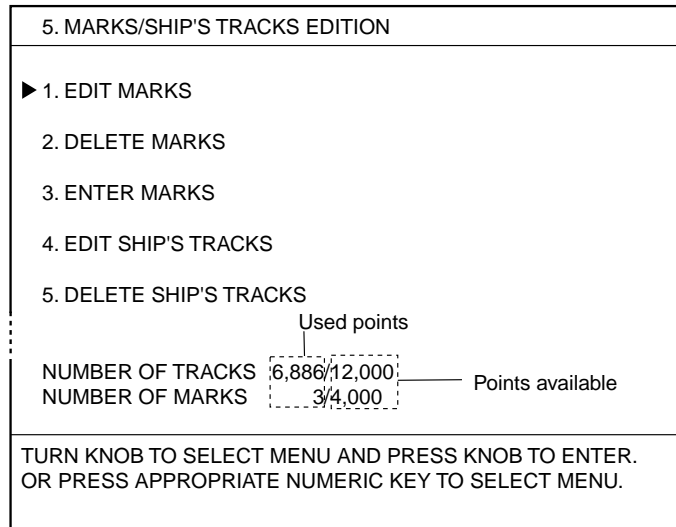 5. MARKS/SHIP'S TRACKS EDITION
1. EDIT MARKS
2. DELETE MARKS
3. ENTER MARKS
4. EDIT SHIP'S TRACKS
5. DELETE SHIP'S TRACKS
Used points
NUMBER OF TRACKS 6,886/12,000
NUMBER OF MARKS 3/4,000
Points available
TURN KNOB TO SELECT MENU AND PRESS KNOB TO ENTER.
OR PRESS APPROPRIATE NUMERIC KEY TO SELECT MENU.